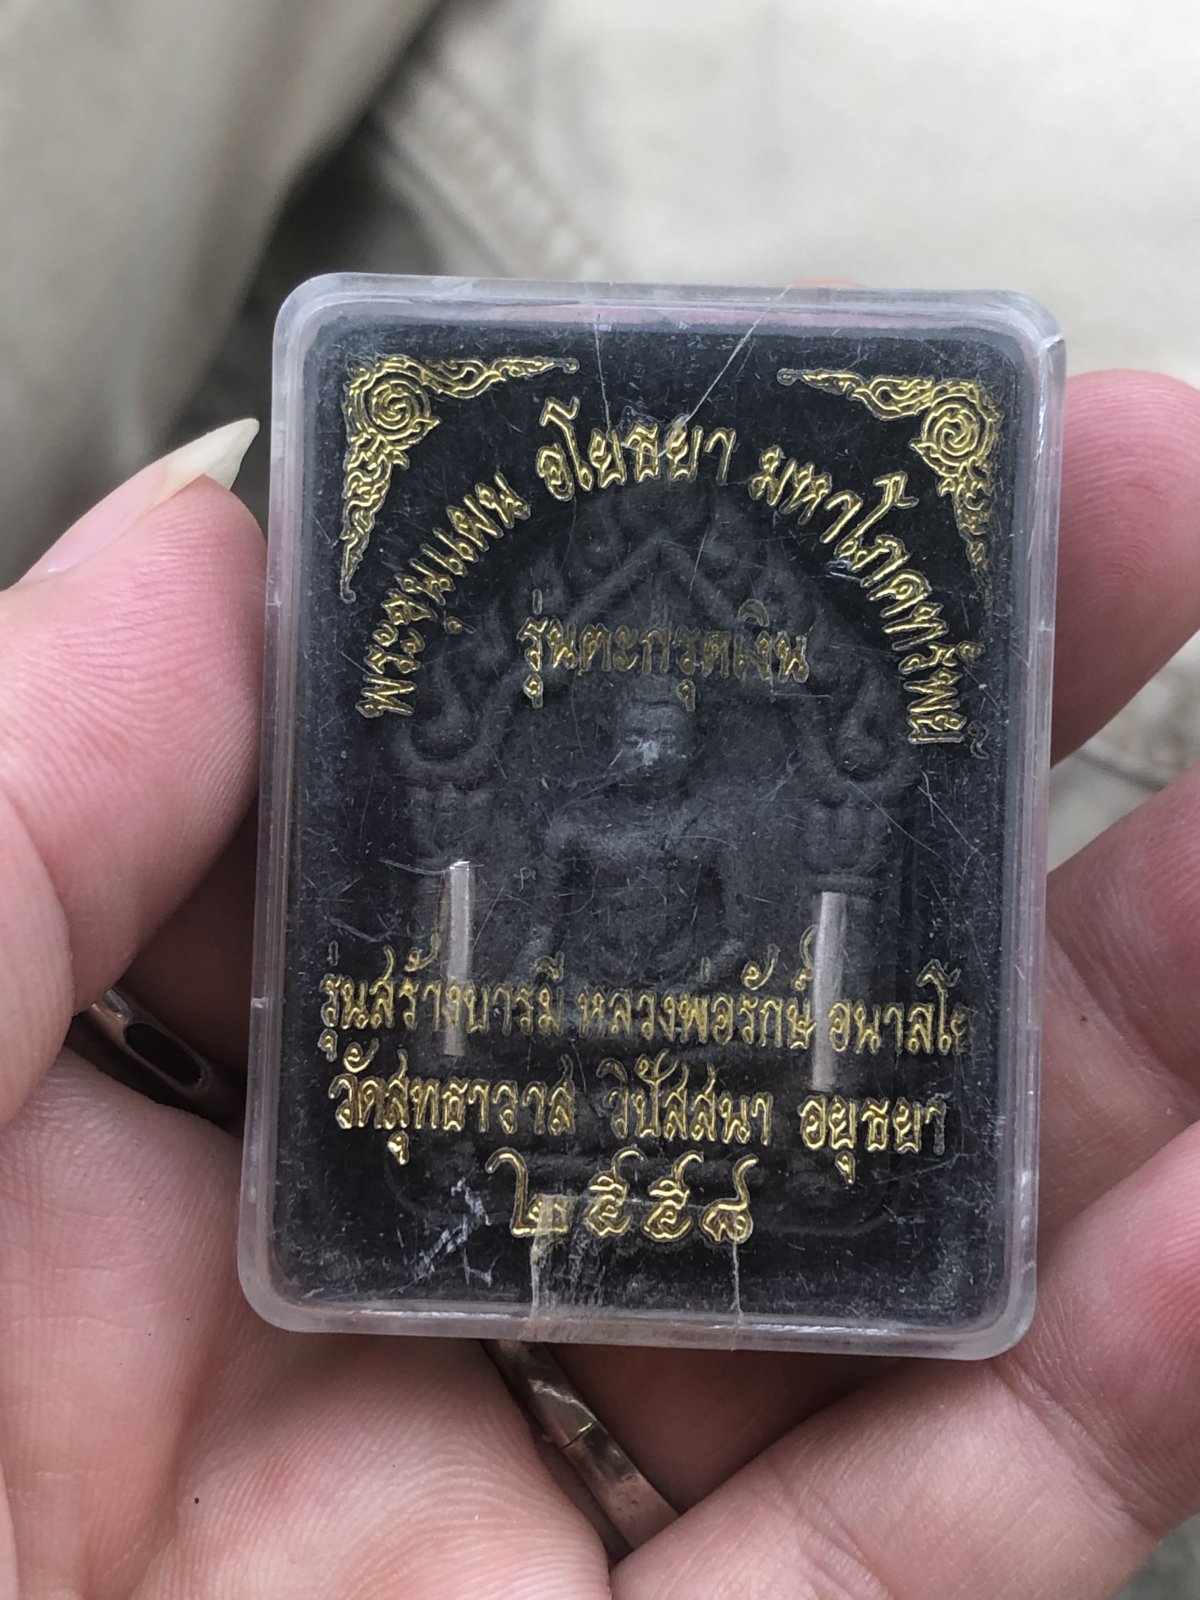 พระขุนแผน อโยธยา มหาโภคทรัพย์
รุ่นตะกรุดเงิน
รุ่นสร้างบารมี หลวงพ่อรักษ์ อนาลโย
วัดสุทธาวาส วิปัสสนา อยุธยา
๒๕๕๘